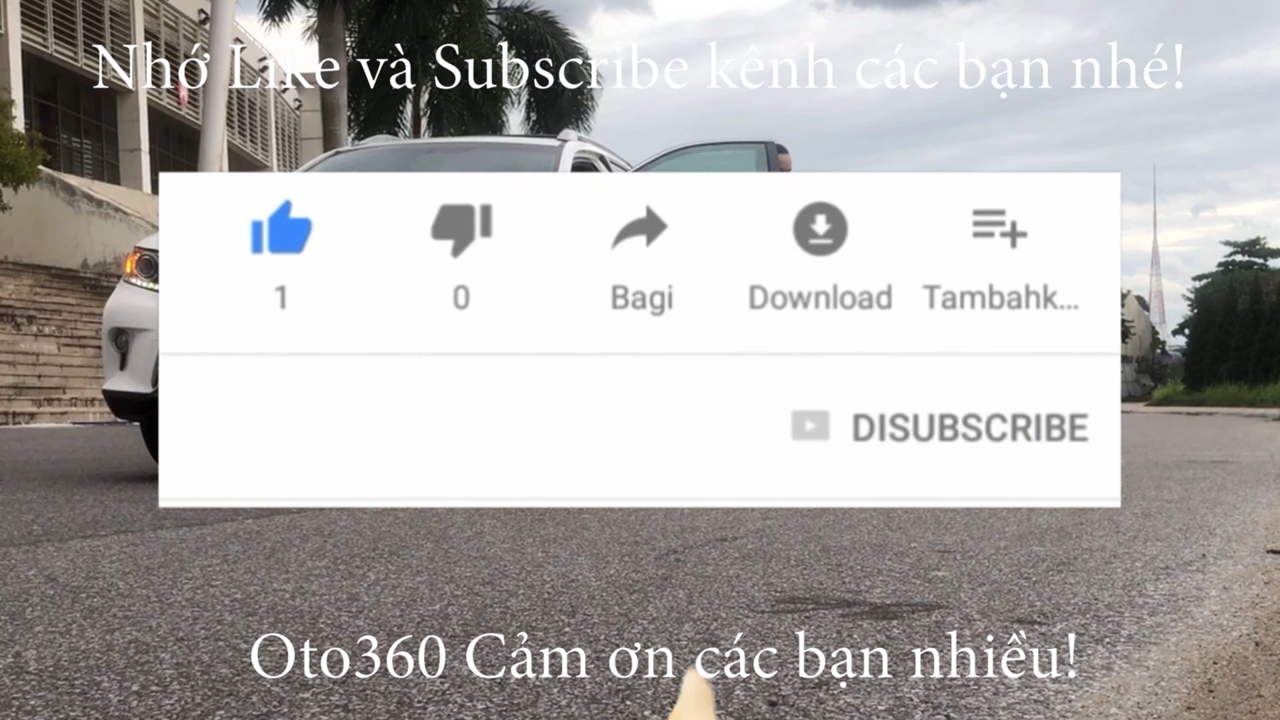 Nhớ Like và Subscribe kênh các bạn nhé!
1
0
Bagi
Download
Tambahk...
DISUBSCRIBE
Oto360 Cảm ơn các bạn nhiều!